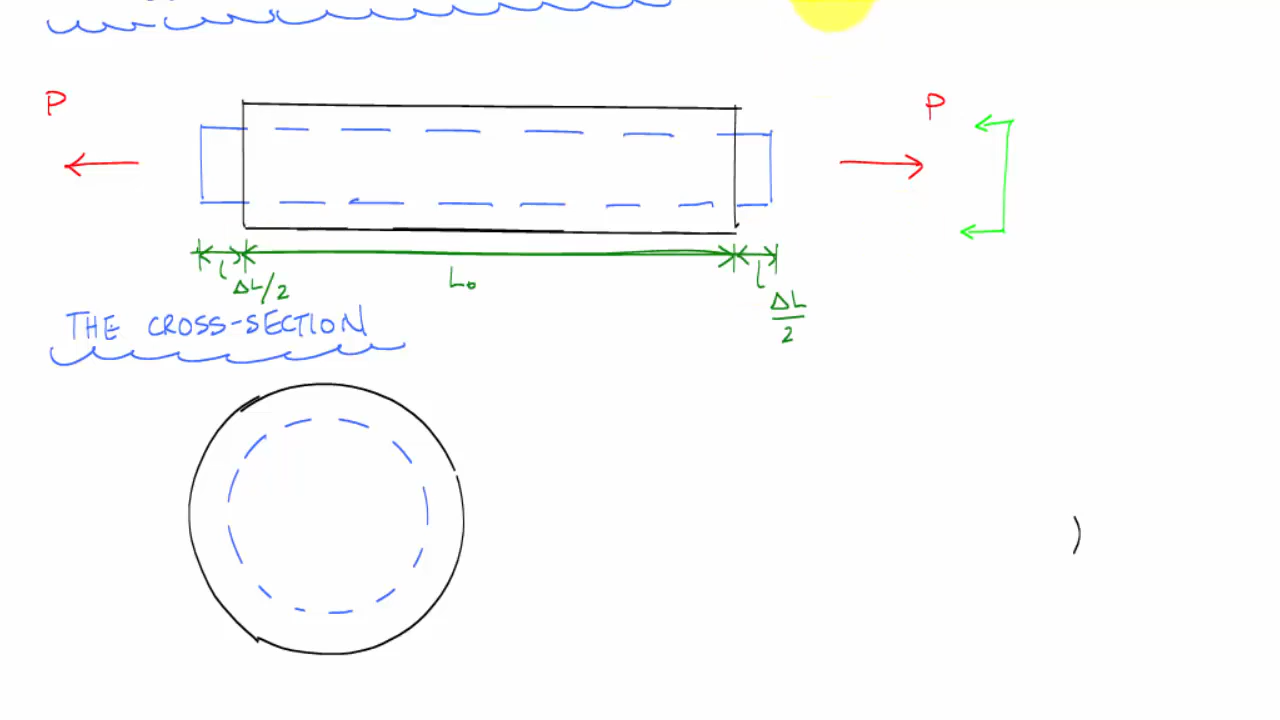 P
P
ΔL/2
L₀
ΔL
2
THE CROSS-SECTION
)